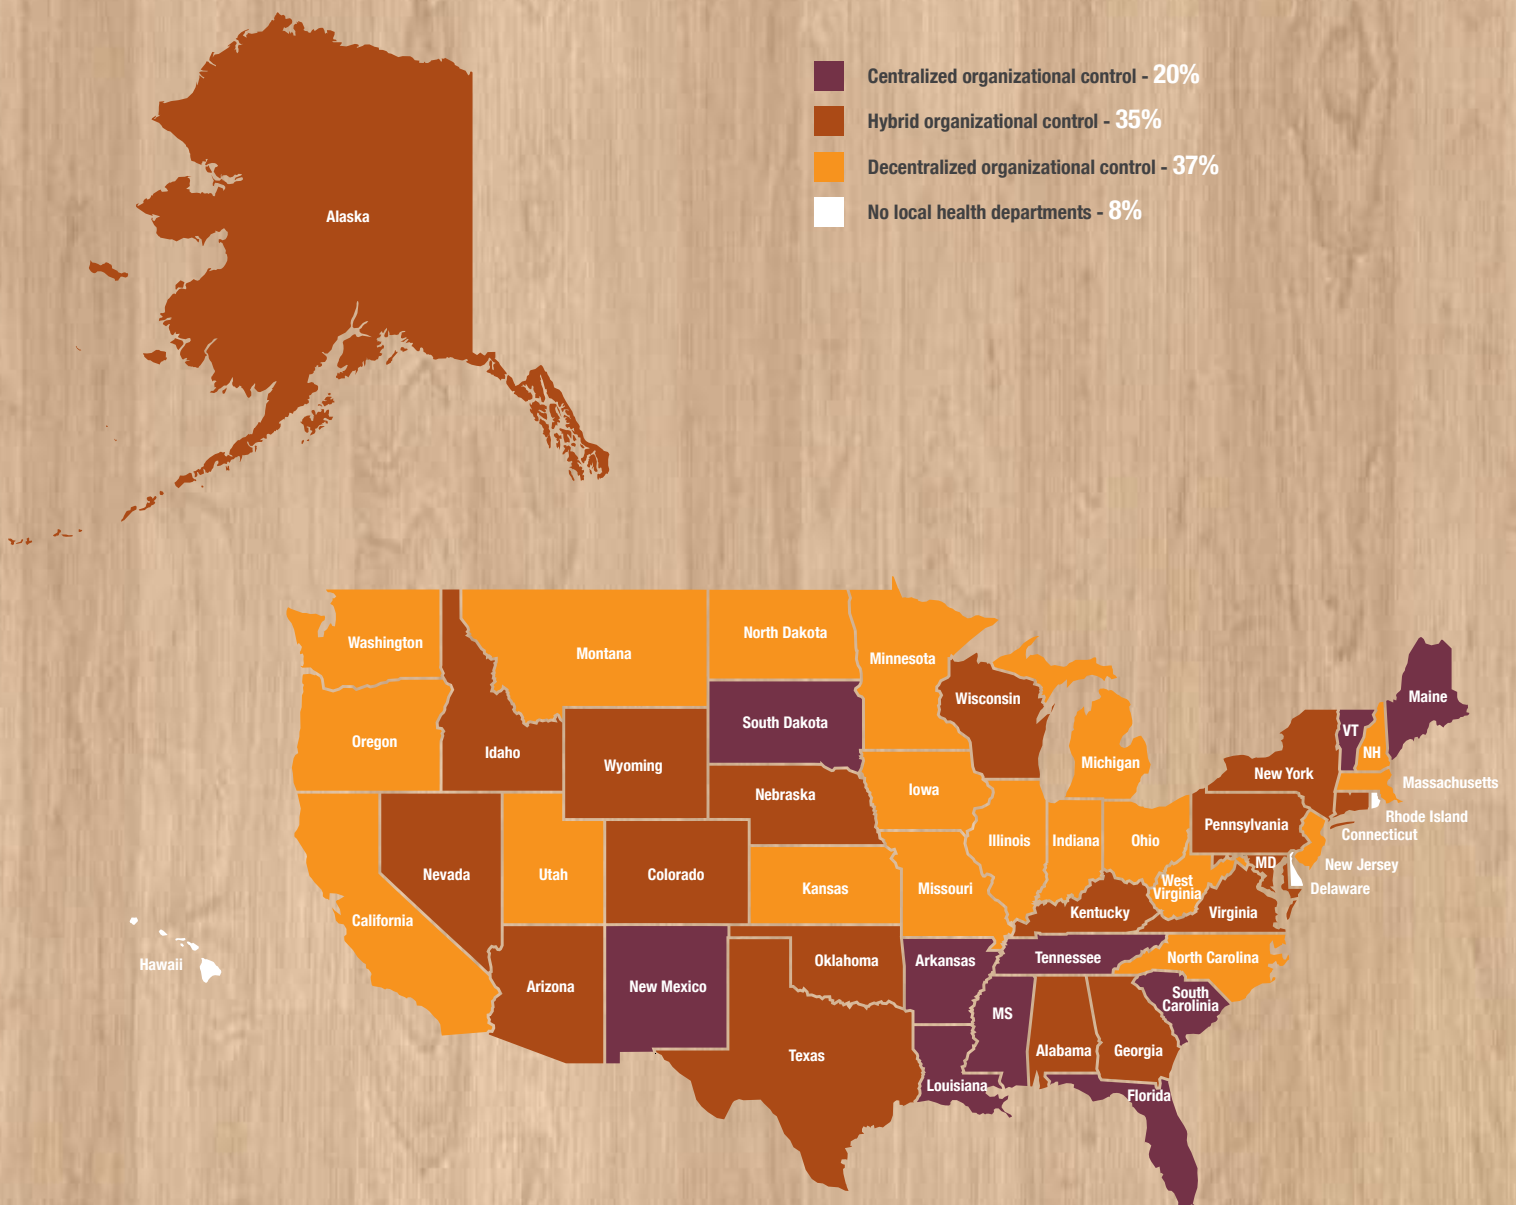 Centralized organizational control - 20%
Hybrid organizational control - 35%
Decentralized organizational control - 37%
No local health departments - 8%
Alaska
Washington
Montana
North Dakota
Minnesota
Wisconsin
Maine
Oregon
Idaho
Wyoming
South Dakota
Michigan
VT
NH
New York
Massachusetts
Nebraska
Iowa
Rhode Island
Connecticut
Pennsylvania
Illinois
Indiana
Ohio
New Jersey
MD
Delaware
Nevada
Utah
Colorado
Kansas
Missouri
West
Virginia
Virginia
Kentucky
California
Hawaii
Arizona
New Mexico
Oklahoma
Arkansas
Tennessee
North Carolina
South
Carolinia
MS
Texas
Alabama
Georgia
Louisiana
Florida